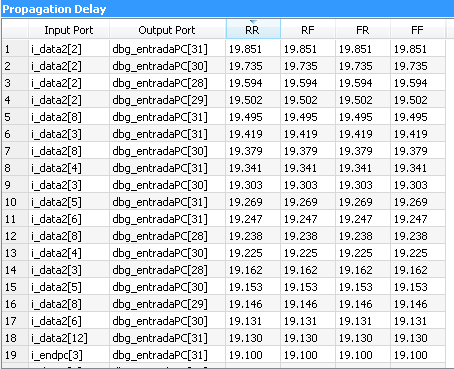 Propagation Delay
Input Port Output Port RR RF FR FF
1 i_data2[2] dbg_entradaPC[31] 19.851 19.851 19.851 19.851
2 i_data2[2] dbg_entradaPC[30] 19.735 19.735 19.735 19.735
3 i_data2[2] dbg_entradaPC[28] 19.594 19.594 19.594 19.594
4 i_data2[2] dbg_entradaPC[29] 19.502 19.502 19.502 19.502
5 i_data2[8] dbg_entradaPC[31] 19.495 19.495 19.495 19.495
6 i_data2[3] dbg_entradaPC[31] 19.419 19.419 19.419 19.419
7 i_data2[8] dbg_entradaPC[30] 19.379 19.379 19.379 19.379
8 i_data2[4] dbg_entradaPC[31] 19.341 19.341 19.341 19.341
9 i_data2[3] dbg_entradaPC[30] 19.303 19.303 19.303 19.303
10 i_data2[5] dbg_entradaPC[31] 19.269 19.269 19.269 19.269
11 i_data2[6] dbg_entradaPC[31] 19.247 19.247 19.247 19.247
12 i_data2[8] dbg_entradaPC[28] 19.238 19.238 19.238 19.238
13 i_data2[4] dbg_entradaPC[30] 19.225 19.225 19.225 19.225
14 i_data2[3] dbg_entradaPC[28] 19.162 19.162 19.162 19.162
15 i_data2[5] dbg_entradaPC[30] 19.153 19.153 19.153 19.153
16 i_data2[8] dbg_entradaPC[29] 19.146 19.146 19.146 19.146
17 i_data2[6] dbg_entradaPC[30] 19.131 19.131 19.131 19.131
18 i_data2[12] dbg_entradaPC[31] 19.130 19.130 19.130 19.130
19 i_endpc[3] dbg_entradaPC[31] 19.100 19.100 19.100 19.100